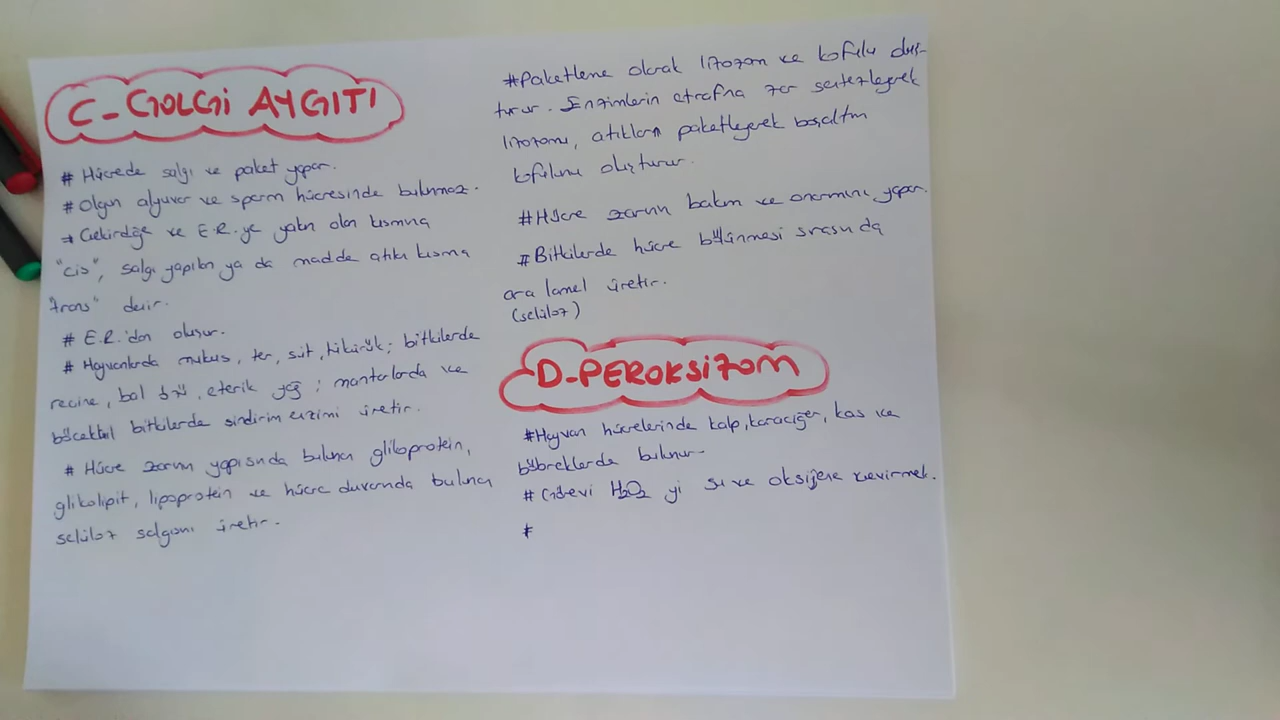 C- GOLGİ AYGITI
# Hücrede salgı ve paket yapar.
# Olgun alyuvar ve sperm hücresinde bulunmaz.
→ Çekirdeğe ve E.R.ye yakın olan kısmına
"cis", salgı yapılan ya da madde atılan kısma
"trans" denir.
# E.R.'dan oluşur.
# Hayvanlarda mukus, ter, süt, tükürük; bitkilerde
reçine, bal özü, eterik yağ; mantarlarda ve
böcekçil bitkilerde sindirim enzimi üretir.
# Hücre zarının yapısında bulunan glikoprotein,
glikolipit, lipoprotein ve hücre duvarında bulunan
selüloz salgısını üretir.
#Paketleme olarak lizozom ve kofulu oluş-
turur. Enzimlerin etrafına zar sentezleyerek
lizozomu, atıkları paketleyerek boşaltım
kofulunu oluşturur.
#Hücre zarının bakım ve onarımını yapar.
#Bitkilerde hücre bölünmesi sırasında
ara lamel üretir.
(selüloz)
D-PEROKSİZOM
#Hayvan hücrelerinde kalp, karaciğer, kas ve
böbreklerde bulunur.
# Görevi H₂O₂ yi su ve oksijene çevirmek.
#